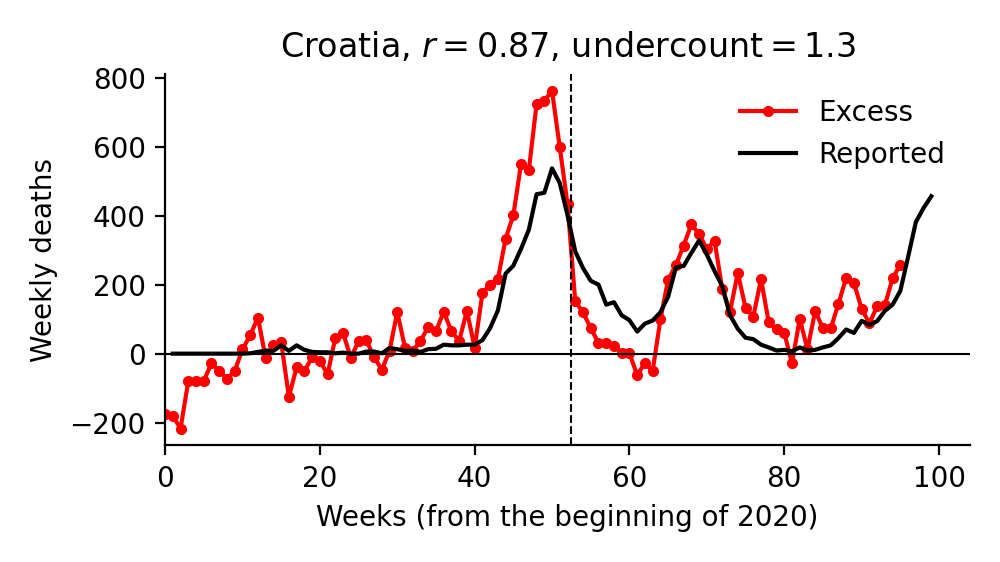 Croatia, r = 0.87, undercount = 1.3
Excess
Reported
Weekly deaths
800
600
400
200
0
−200
0 20 40 60 80 100
Weeks (from the beginning of 2020)